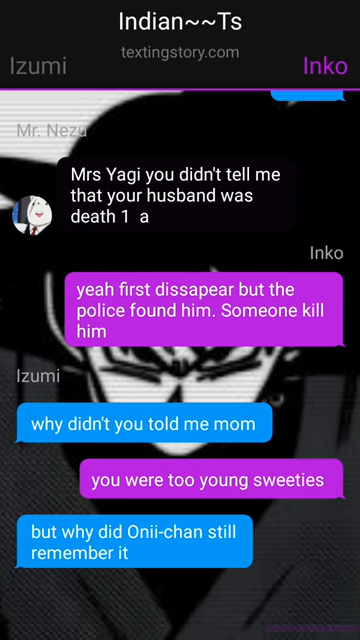 Indian~~Ts
textingstory.com
Izumi
Inko
Mr. Nezu
Mrs Yagi you didn't tell me
that your husband was
death 1 a
Inko
yeah first dissapear but the
police found him. Someone kill
him
Izumi
why didn't you told me mom
you were too young sweeties
but why did Onii-chan still
remember it